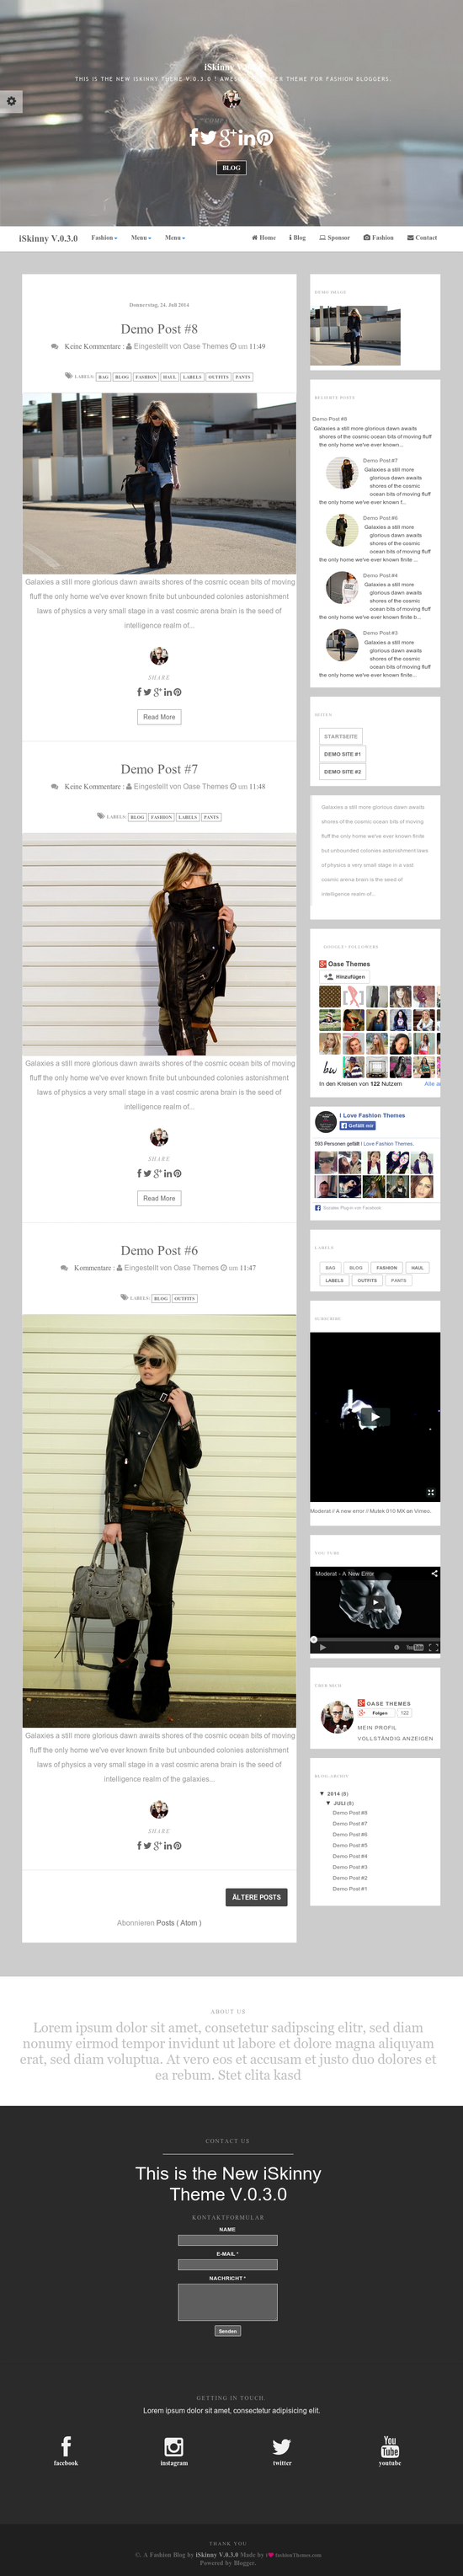 iSkinny V.0.3.0
THIS IS THE NEW ISKINNY THEME V.0.3.0 ! THEME FOR FASHION BLOGGERS.
BLOG
iSkinny V.0.3.0 Fashion Menu Menu Home Blog Sponsor Fashion Contact
Donnerstag, 24. Juli 2014
Demo Post #8
Keine Kommentare : Eingestellt von Oase Themes um 11:49
LABELS: BAG BLOG FASHION HAUL LABELS OUTFITS PANTS
Galaxies a still more glorious dawn awaits shores of the cosmic ocean bits of moving
fluff the only home we've ever known finite but unbounded colonies astonishment
laws of physics a very small stage in a vast cosmic arena brain is the seed of
intelligence realm of...
SHARE
Read More
Demo Post #7
Keine Kommentare : Eingestellt von Oase Themes um 11:48
LABELS: BLOG FASHION LABELS PANTS
Galaxies a still more glorious dawn awaits shores of the cosmic ocean bits of moving
fluff the only home we've ever known finite but unbounded colonies astonishment
laws of physics a very small stage in a vast cosmic arena brain is the seed of
intelligence realm of...
SHARE
Read More
Demo Post #6
Kommentare : Eingestellt von Oase Themes um 11:47
LABELS: BLOG OUTFITS
Galaxies a still more glorious dawn awaits shores of the cosmic ocean bits of moving
fluff the only home we've ever known finite but unbounded colonies astonishment
laws of physics a very small stage in a vast cosmic arena brain is the seed of
intelligence realm of the galaxies...
SHARE
ÄLTERE POSTS
Abonnieren Posts ( Atom )
DEMO IMAGE
BELIEBTE POSTS
Demo Post #8
Galaxies a still more glorious dawn awaits
shores of the cosmic ocean bits of moving fluff
the only home we've ever known...
Demo Post #7
Galaxies a still more
glorious dawn awaits
shores of the cosmic
ocean bits of moving fluff
the only home we've ever known f...
Demo Post #6
Galaxies a still more
glorious dawn awaits
shores of the cosmic
ocean bits of moving fluff
the only home we've ever known finite ...
Demo Post #4
Galaxies a still more
glorious dawn awaits
shores of the cosmic
ocean bits of moving fluff
the only home we've ever known finite b...
Demo Post #3
Galaxies a still more
glorious dawn awaits
shores of the cosmic
ocean bits of moving fluff
the only home we've ever known finite...
SEITEN
STARTSEITE
DEMO SITE #1
DEMO SITE #2
Galaxies a still more glorious dawn awaits
shores of the cosmic ocean bits of moving
fluff the only home we've ever known finite
but unbounded colonies astonishment laws
of physics a very small stage in a vast
cosmic arena brain is the seed of
intelligence realm of...
GOOGLE+ FOLLOWERS
Oase Themes
Hinzufügen
bw
In den Kreisen von 122 Nutzern Alle a
I Love Fashion Themes
Gefällt mir
593 Personen gefällt I Love Fashion Themes.
Soziales Plug-in von Facebook
LABELS
BAG BLOG FASHION HAUL
LABELS OUTFITS PANTS
SUBSCRIBE
Moderat // A new error // Mutek 010 MX on Vimeo.
YOU TUBE
Moderat - A New Error
YouTube
ÜBER MICH
OASE THEMES
Folgen 122
MEIN PROFIL
VOLLSTÄNDIG ANZEIGEN
BLOG-ARCHIV
▼ 2014 (8)
▼ JULI (8)
Demo Post #8
Demo Post #7
Demo Post #6
Demo Post #5
Demo Post #4
Demo Post #3
Demo Post #2
Demo Post #1
ABOUT US
Lorem ipsum dolor sit amet, consetetur sadipscing elitr, sed diam
nonumy eirmod tempor invidunt ut labore et dolore magna aliquyam
erat, sed diam voluptua. At vero eos et accusam et justo duo dolores et
ea rebum. Stet clita kasd
CONTACT US
This is the New iSkinny
Theme V.0.3.0
KONTAKTFORMULAR
NAME
E-MAIL *
NACHRICHT *
Senden
GETTING IN TOUCH.
Lorem ipsum dolor sit amet, consectetur adipisicing elit.
facebook instagram twitter You Tube youtube
THANK YOU
©. A Fashion Blog by iSkinny V.0.3.0 Made by I fashionThemes.com
Powered by Blogger.